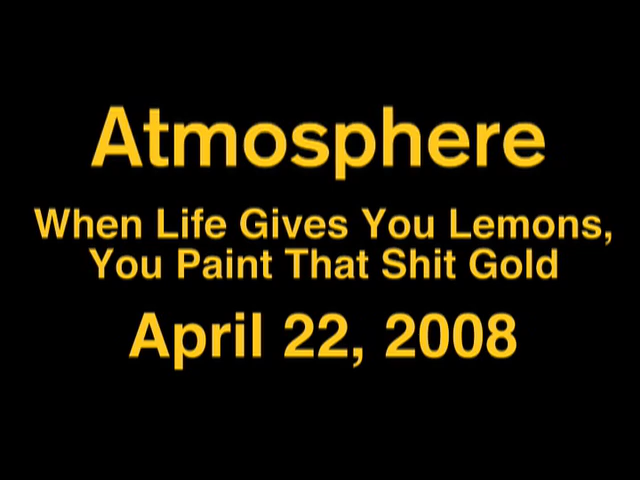 Atmosphere
When Life Gives You Lemons,
You Paint That Shit Gold
April 22, 2008